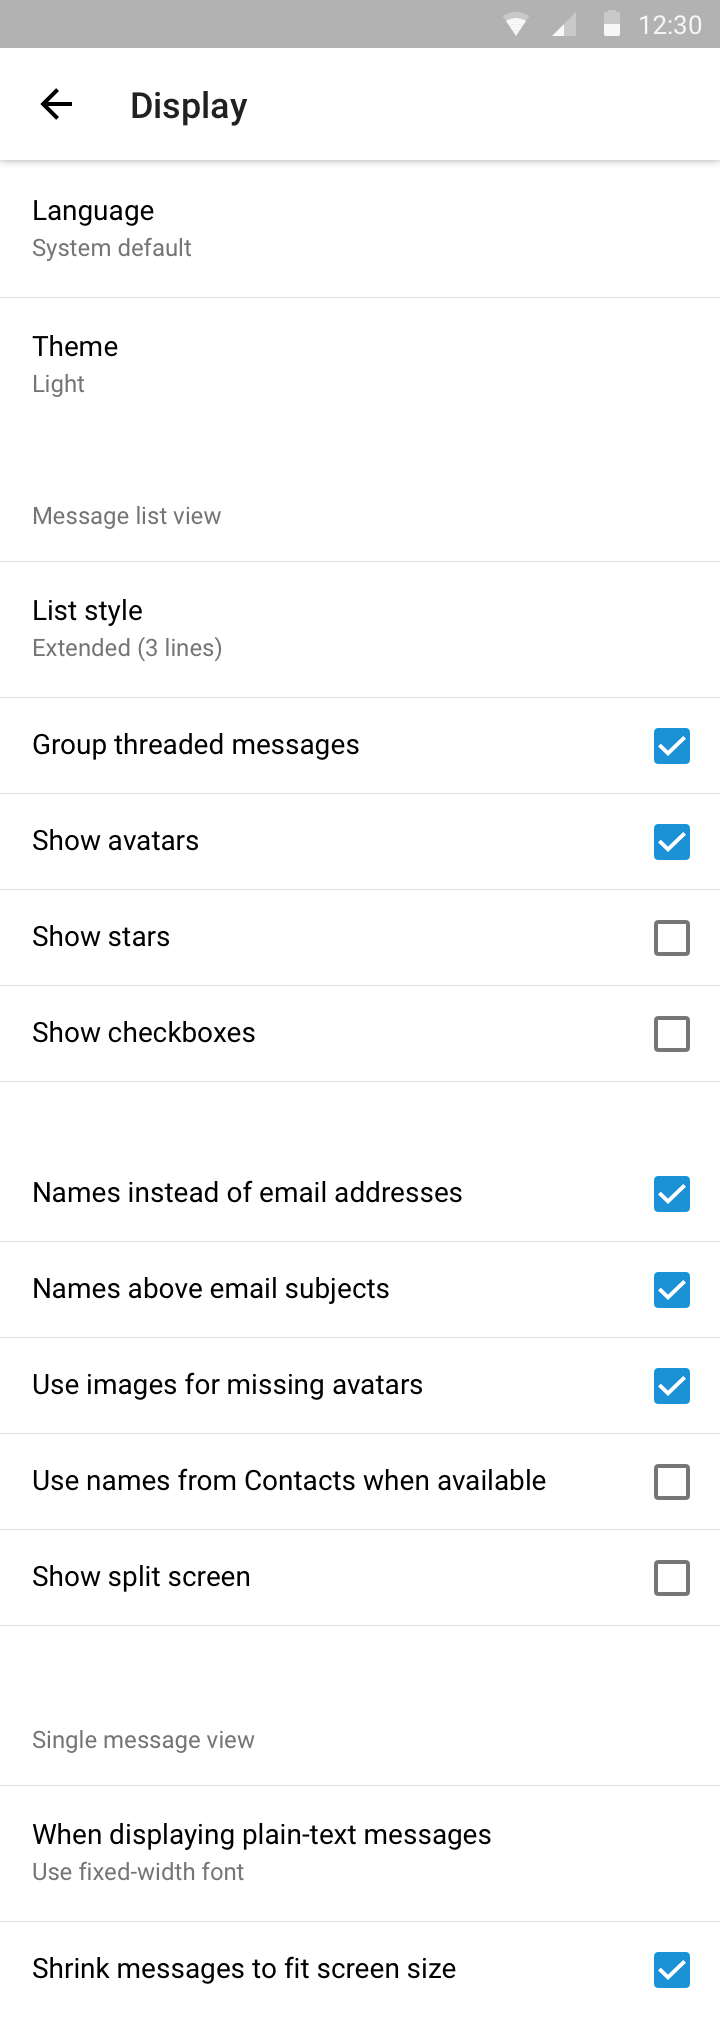 12:30
Display
Language
System default
Theme
Light
Message list view
List style
Extended (3 lines)
Group threaded messages
Show avatars
Show stars
Show checkboxes
Names instead of email addresses
Names above email subjects
Use images for missing avatars
Use names from Contacts when available
Show split screen
Single message view
When displaying plain-text messages
Use fixed-width font
Shrink messages to fit screen size